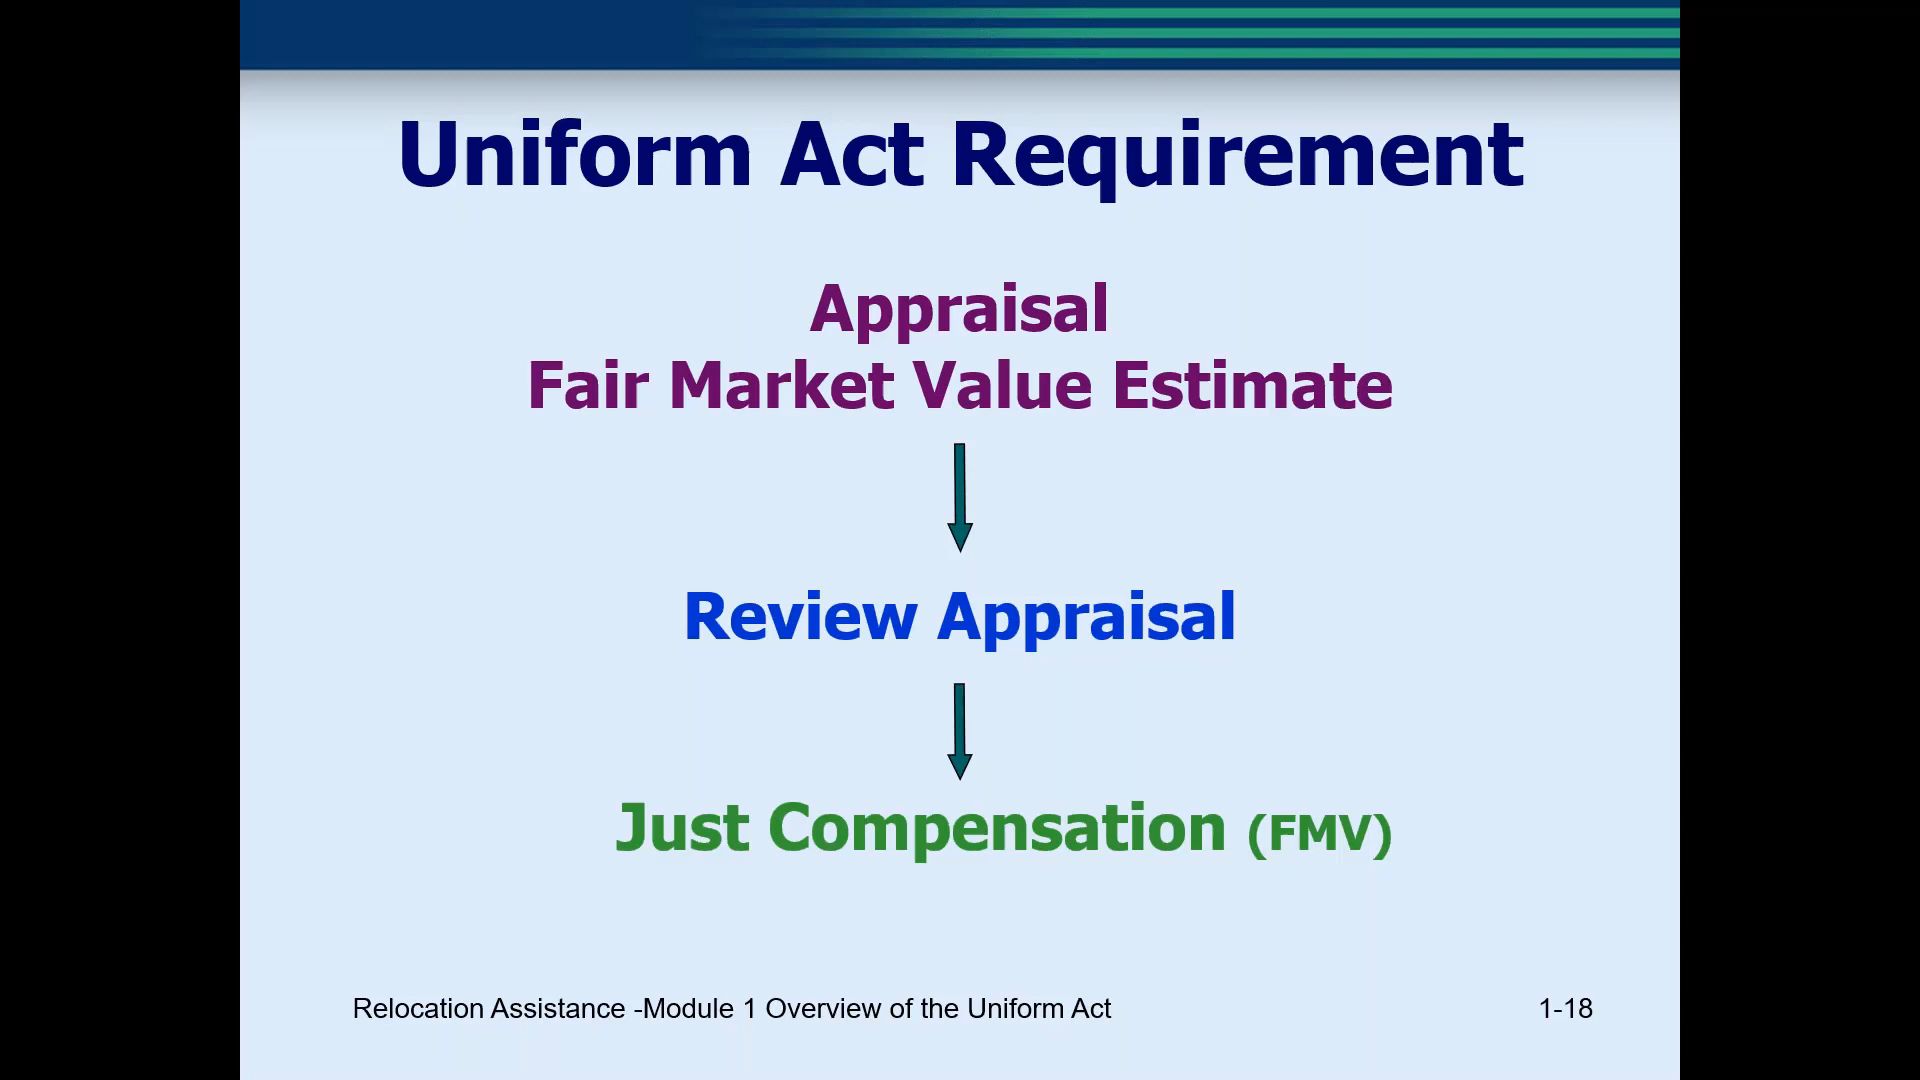 Uniform Act Requirement
Appraisal
Fair Market Value Estimate
Review Appraisal
Just Compensation (FMV)
Relocation Assistance -Module 1 Overview of the Uniform Act
1-18